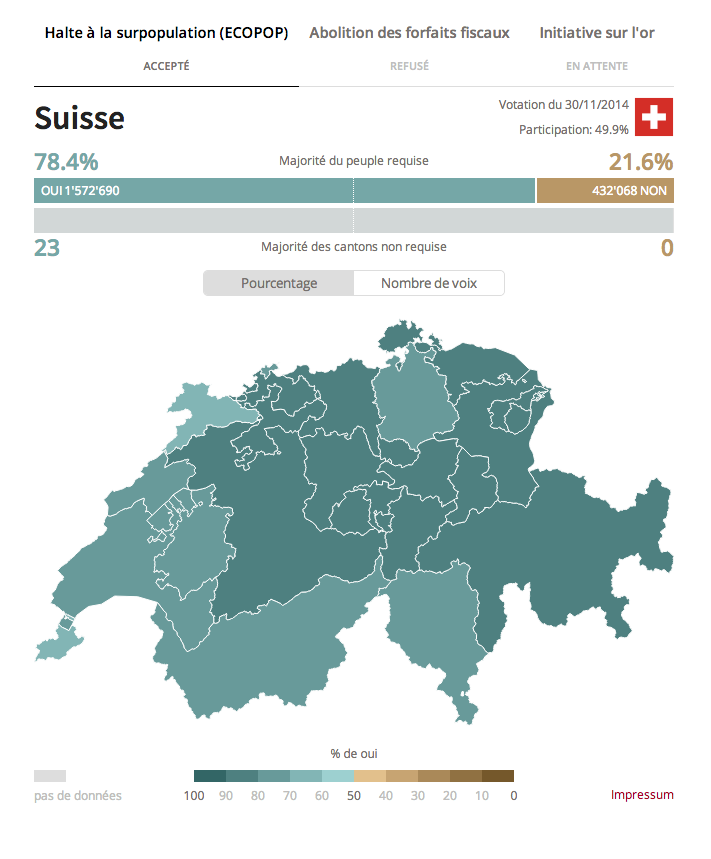 Halte à la surpopulation (ECOPOP) Abolition des forfaits fiscaux Initiative sur l'or
ACCEPTÉ REFUSÉ EN ATTENTE
Suisse
Votation du 30/11/2014
Participation: 49.9%
78.4% Majorité du peuple requise 21.6%
OUI 1'572'690 432'068 NON
23 Majorité des cantons non requise 0
Pourcentage Nombre de voix
% de oui
pas de données 100 90 80 70 60 50 40 30 20 10 0 Impressum